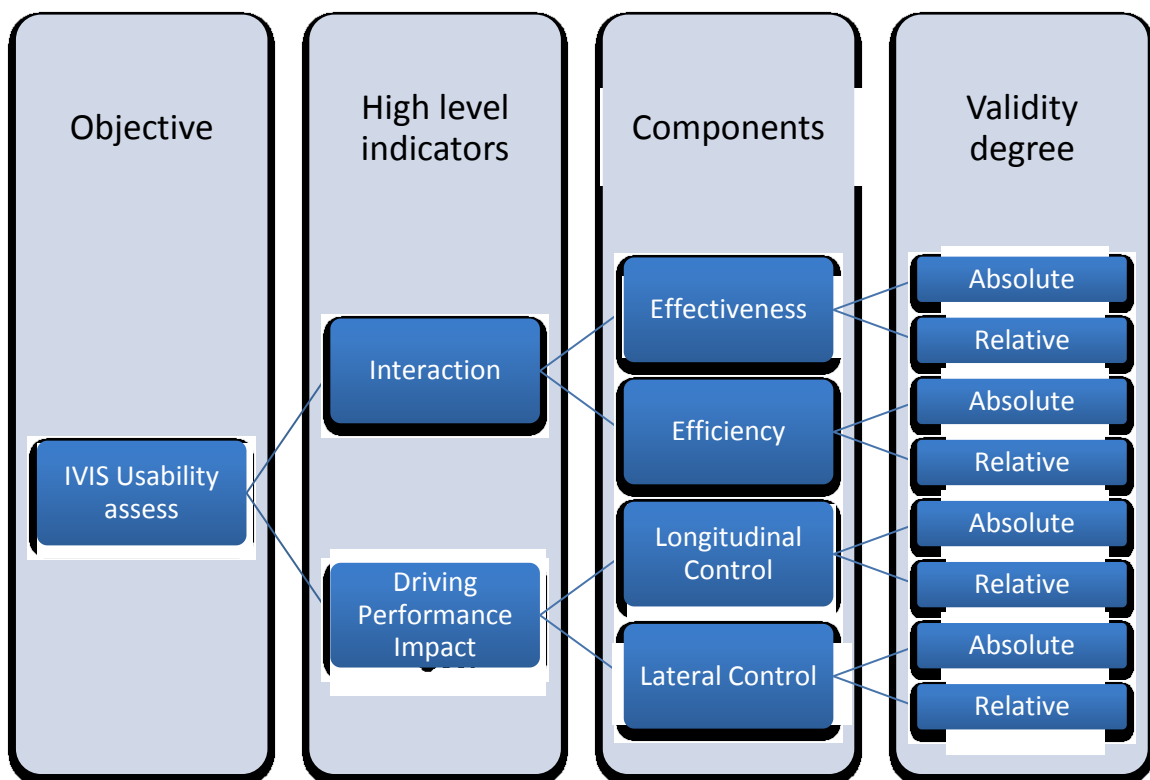 Objective
High level
indicators
Components
Validity
degree
IVIS Usability
assess
Interaction
Driving
Performance
Impact
Effectiveness
Efficiency
Longitudinal
Control
Lateral Control
Absolute
Relative
Absolute
Relative
Absolute
Relative
Absolute
Relative